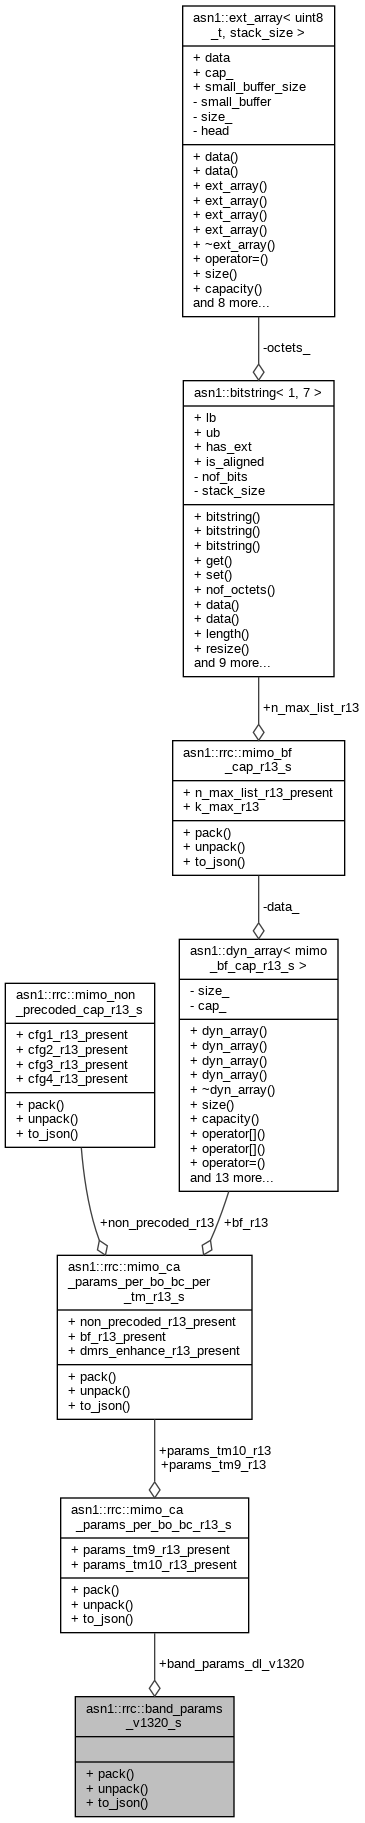 asn1::ext_array< uint8
_t, stack_size >
+ data
+ cap_
+ small_buffer_size
- small_buffer
- size_
- head
+ data()
+ data()
+ ext_array()
+ ext_array()
+ ext_array()
+ ext_array()
+ ~ext_array()
+ operator=()
+ size()
+ capacity()
and 8 more...
-octets_
asn1::bitstring< 1, 7 >
+ lb
+ ub
+ has_ext
+ is_aligned
- nof_bits
- stack_size
+ bitstring()
+ bitstring()
+ bitstring()
+ get()
+ set()
+ nof_octets()
+ data()
+ data()
+ length()
+ resize()
and 9 more...
+n_max_list_r13
asn1::rrc::mimo_bf
_cap_r13_s
+ n_max_list_r13_present
+ k_max_r13
+ pack()
+ unpack()
+ to_json()
-data_
asn1::dyn_array< mimo
_bf_cap_r13_s >
- size_
- cap_
+ dyn_array()
+ dyn_array()
+ dyn_array()
+ dyn_array()
+ ~dyn_array()
+ size()
+ capacity()
+ operator[]()
+ operator[]()
+ operator=()
and 13 more...
asn1::rrc::mimo_non
_precoded_cap_r13_s
+ cfg1_r13_present
+ cfg2_r13_present
+ cfg3_r13_present
+ cfg4_r13_present
+ pack()
+ unpack()
+ to_json()
+non_precoded_r13
+bf_r13
asn1::rrc::mimo_ca
_params_per_bo_bc_per
_tm_r13_s
+ non_precoded_r13_present
+ bf_r13_present
+ dmrs_enhance_r13_present
+ pack()
+ unpack()
+ to_json()
+params_tm10_r13
+params_tm9_r13
asn1::rrc::mimo_ca
_params_per_bo_bc_r13_s
+ params_tm9_r13_present
+ params_tm10_r13_present
+ pack()
+ unpack()
+ to_json()
+band_params_dl_v1320
asn1::rrc::band_params
_v1320_s
+ pack()
+ unpack()
+ to_json()